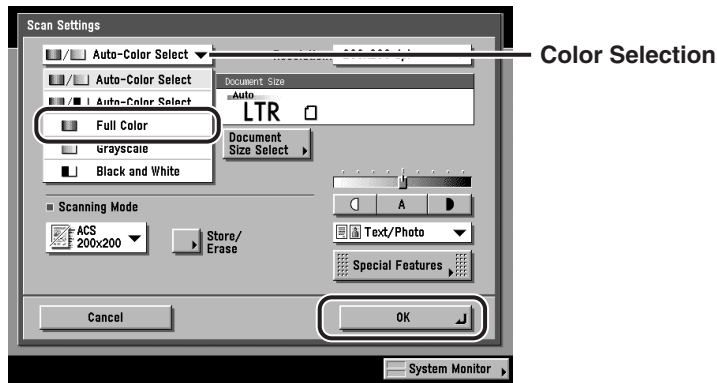 Scan Settings
Auto-Color Select
200x200 dpi
Color Selection
Auto-Color Select
Auto-Color Select
Full Color
Grayscale
Black and White
Document Size
Auto
LTR
Document
Size Select
Scanning Mode
ACS
200x200
Store/
Erase
A
Text/Photo
Special Features
Cancel
OK
System Monitor